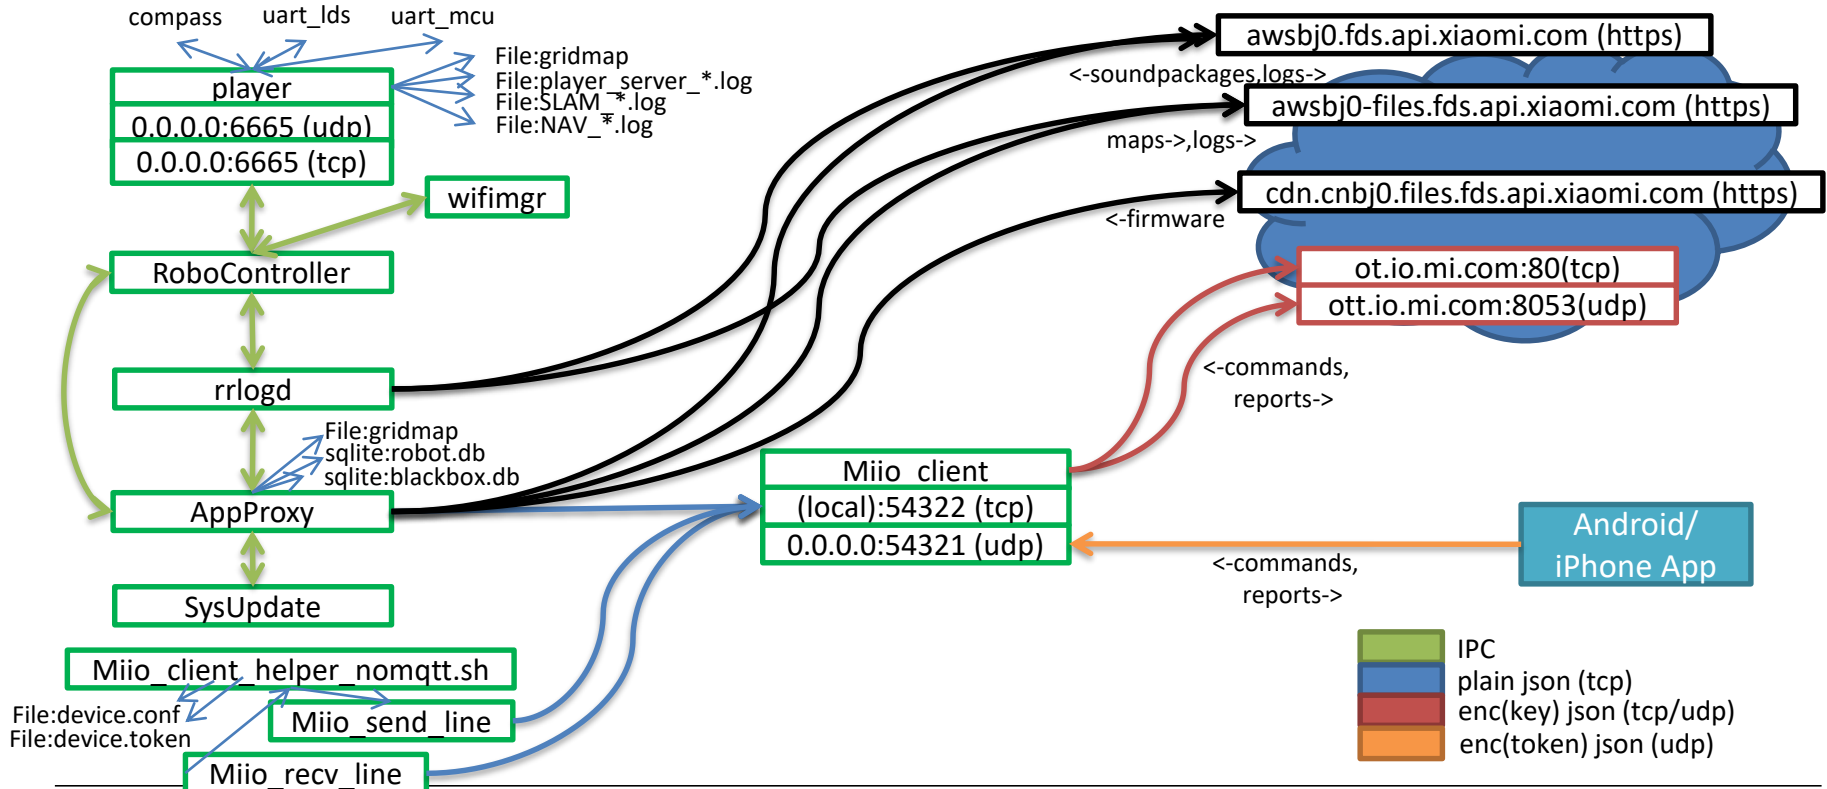 compass
uart_lds
uart_mcu
player
0.0.0.0:6665 (udp)
0.0.0.0:6665 (tcp)
File:gridmap
File:player_server_*.log
File:SLAM_*.log
File:NAV_*.log
wifimgr
RoboController
rrlogd
File:gridmap
sqlite:robot.db
sqlite:blackbox.db
AppProxy
SysUpdate
Miio_client_helper_nomqtt.sh
File:device.conf
File:device.token
Miio_send_line
Miio_recv_line
Miio_client
(local):54322 (tcp)
0.0.0.0:54321 (udp)
awsbj0.fds.api.xiaomi.com (https)
<-soundpackages,logs->
awsbj0-files.fds.api.xiaomi.com (https)
maps->,logs->
cdn.cnbj0.files.fds.api.xiaomi.com (https)
<-firmware
ot.io.mi.com:80(tcp)
ott.io.mi.com:8053(udp)
<-commands,
reports->
Android/
iPhone App
<-commands,
reports->
IPC
plain json (tcp)
enc(key) json (tcp/udp)
enc(token) json (udp)